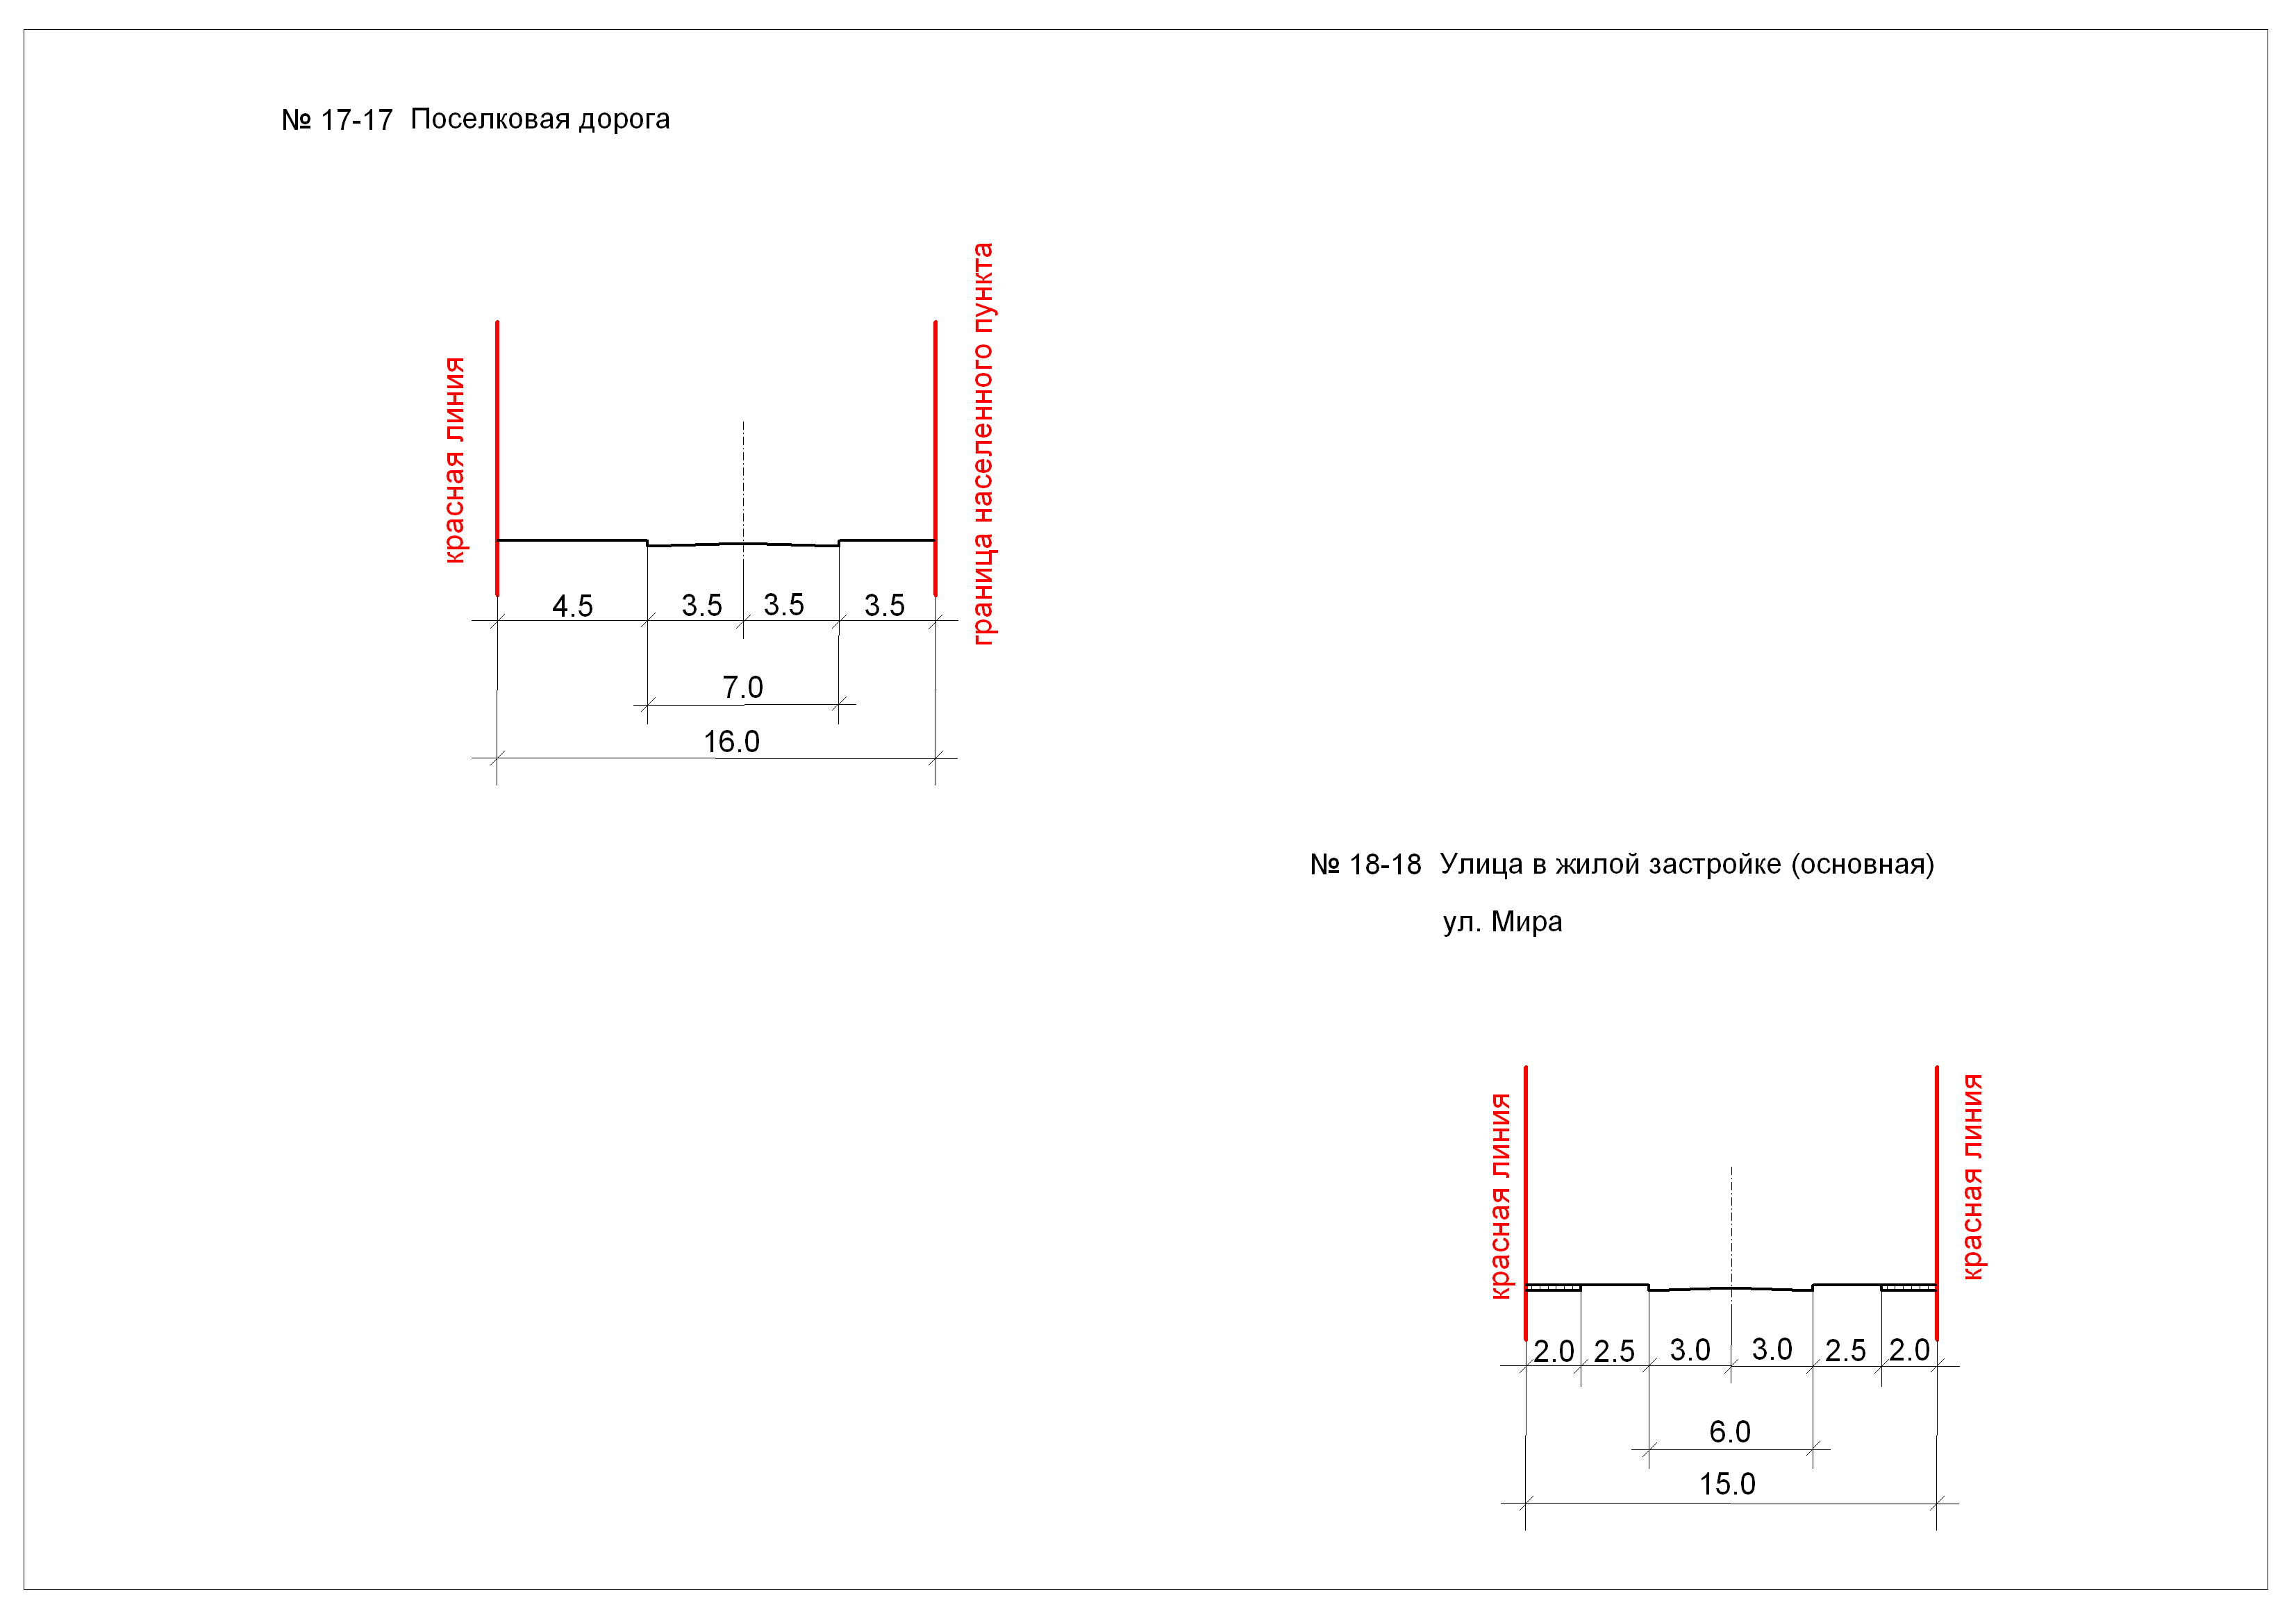 № 17-17 Поселковая дорога
красная линия
граница населенного пункта
4.5 3.5 3.5 3.5
7.0
16.0
№ 18-18 Улица в жилой застройке (основная)
ул. Мира
красная линия
красная линия
2.0 2.5 3.0 3.0 2.5 2.0
6.0
15.0